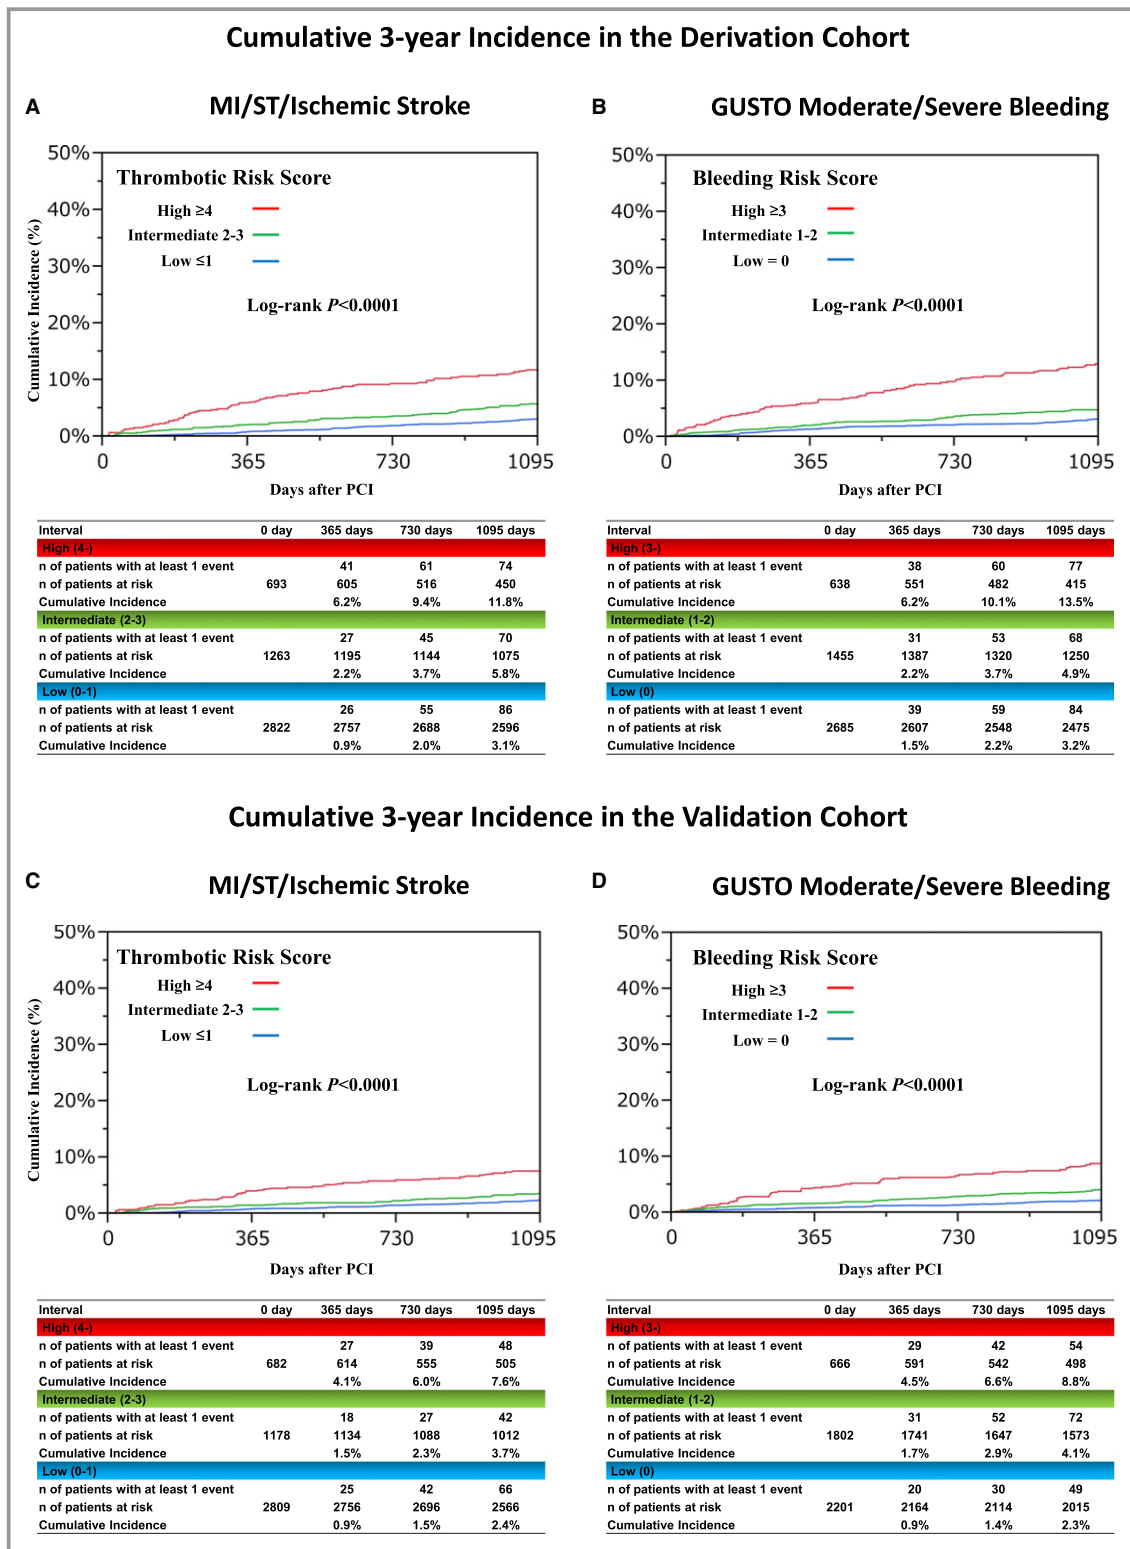 Cumulative 3-year Incidence in the Derivation Cohort
A
MI/ST/Ischemic Stroke
50%
40%
30%
20%
10%
0%
Cumulative Incidence (%)
Thrombotic Risk Score
High ≥4
Intermediate 2-3
Low ≤1
Log-rank P<0.0001
0 365 730 1095
Days after PCI
Interval 0 day 365 days 730 days 1095 days
High (4-)
n of patients with at least 1 event 41 61 74
n of patients at risk 693 605 516 450
Cumulative Incidence 6.2% 9.4% 11.8%
Intermediate (2-3)
n of patients with at least 1 event 27 45 70
n of patients at risk 1263 1195 1144 1075
Cumulative Incidence 2.2% 3.7% 5.8%
Low (0-1)
n of patients with at least 1 event 26 55 86
n of patients at risk 2822 2757 2688 2596
Cumulative Incidence 0.9% 2.0% 3.1%
B
GUSTO Moderate/Severe Bleeding
50%
40%
30%
20%
10%
0%
Bleeding Risk Score
High ≥3
Intermediate 1-2
Low = 0
Log-rank P<0.0001
0 365 730 1095
Days after PCI
Interval 0 day 365 days 730 days 1095 days
High (3-)
n of patients with at least 1 event 38 60 77
n of patients at risk 638 551 482 415
Cumulative Incidence 6.2% 10.1% 13.5%
Intermediate (1-2)
n of patients with at least 1 event 31 53 68
n of patients at risk 1455 1387 1320 1250
Cumulative Incidence 2.2% 3.7% 4.9%
Low (0)
n of patients with at least 1 event 39 59 84
n of patients at risk 2685 2607 2548 2475
Cumulative Incidence 1.5% 2.2% 3.2%
Cumulative 3-year Incidence in the Validation Cohort
C
MI/ST/Ischemic Stroke
50%
40%
30%
20%
10%
0%
Cumulative Incidence (%)
Thrombotic Risk Score
High ≥4
Intermediate 2-3
Low ≤1
Log-rank P<0.0001
0 365 730 1095
Days after PCI
Interval 0 day 365 days 730 days 1095 days
High (4-)
n of patients with at least 1 event 27 39 48
n of patients at risk 682 614 555 505
Cumulative Incidence 4.1% 6.0% 7.6%
Intermediate (2-3)
n of patients with at least 1 event 18 27 42
n of patients at risk 1178 1134 1088 1012
Cumulative Incidence 1.5% 2.3% 3.7%
Low (0-1)
n of patients with at least 1 event 25 42 66
n of patients at risk 2809 2756 2696 2566
Cumulative Incidence 0.9% 1.5% 2.4%
D
GUSTO Moderate/Severe Bleeding
50%
40%
30%
20%
10%
0%
Bleeding Risk Score
High ≥3
Intermediate 1-2
Low = 0
Log-rank P<0.0001
0 365 730 1095
Days after PCI
Interval 0 day 365 days 730 days 1095 days
High (3-)
n of patients with at least 1 event 29 42 54
n of patients at risk 666 591 542 498
Cumulative Incidence 4.5% 6.6% 8.8%
Intermediate (1-2)
n of patients with at least 1 event 31 52 72
n of patients at risk 1802 1741 1647 1573
Cumulative Incidence 1.7% 2.9% 4.1%
Low (0)
n of patients with at least 1 event 20 30 49
n of patients at risk 2201 2164 2114 2015
Cumulative Incidence 0.9% 1.4% 2.3%